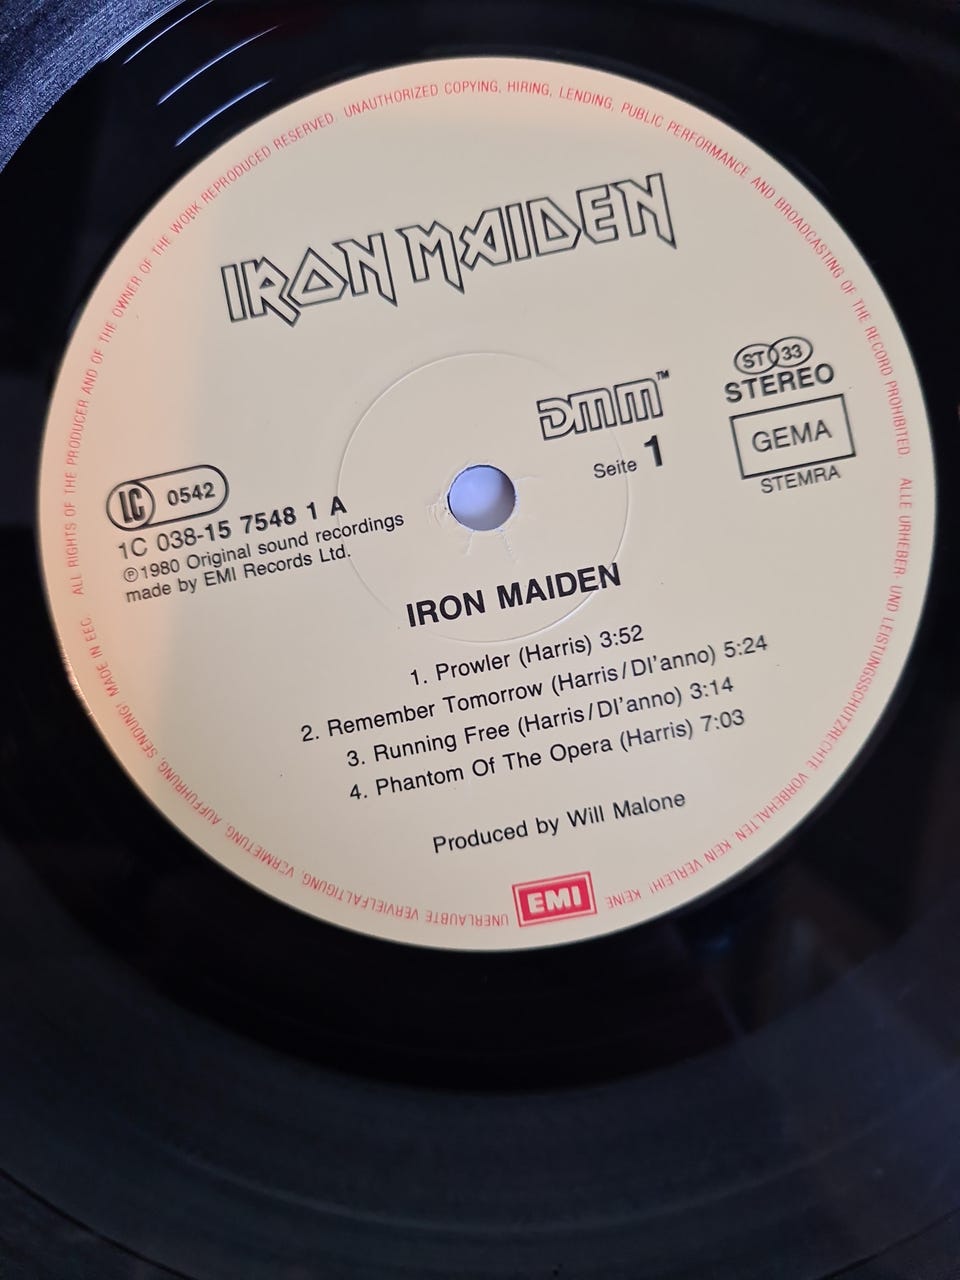 IRON MAIDEN
ST 33
STEREO
DMM™
GEMA
Seite 1
STEMRA
LC 0542
1C 038-15 7548 1 A
℗1980 Original sound recordings
made by EMI Records Ltd.
IRON MAIDEN
1. Prowler (Harris) 3:52
2. Remember Tomorrow (Harris/DI'anno) 5:24
3. Running Free (Harris/DI'anno) 3:14
4. Phantom Of The Opera (Harris) 7:03
Produced by Will Malone
EMI
ALL RIGHTS OF THE PRODUCER AND OF THE OWNER OF THE WORK REPRODUCED RESERVED. UNAUTHORIZED COPYING, HIRING, LENDING, PUBLIC PERFORMANCE AND BROADCASTING OF THE RECORD PROHIBITED
ALLE URHEBER- UND LEISTUNGSSCHUTZRECHTE VORBEHALTEN. KEIN VERLEIH! KEINE UNERLAUBTE VERVIELFÄLTIGUNG, VERMIETUNG, AUFFÜHRUNG, SENDUNG! MADE IN EEC